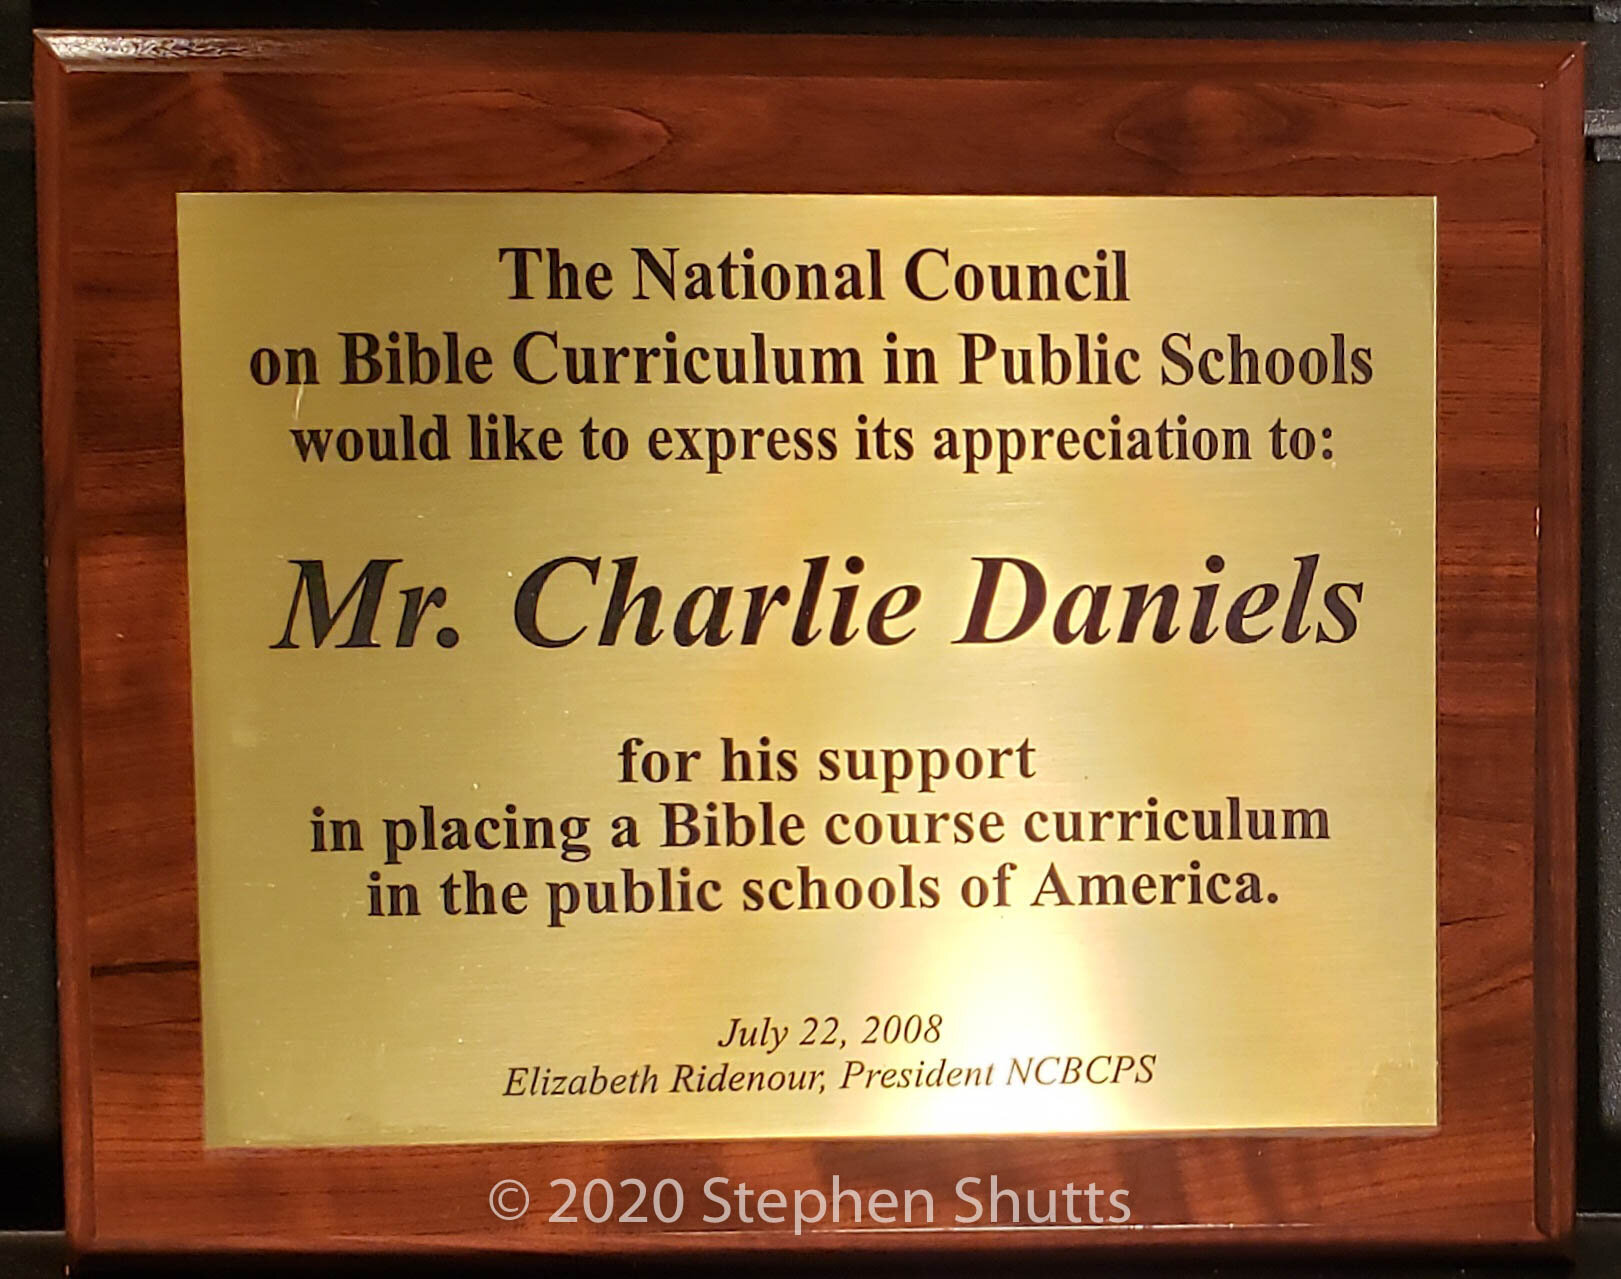 The National Council
on Bible Curriculum in Public Schools
would like to express its appreciation to:
Mr. Charlie Daniels
for his support
in placing a Bible course curriculum
in the public schools of America.
July 22, 2008
Elizabeth Ridenour, President NCBCPS
© 2020 Stephen Shutts